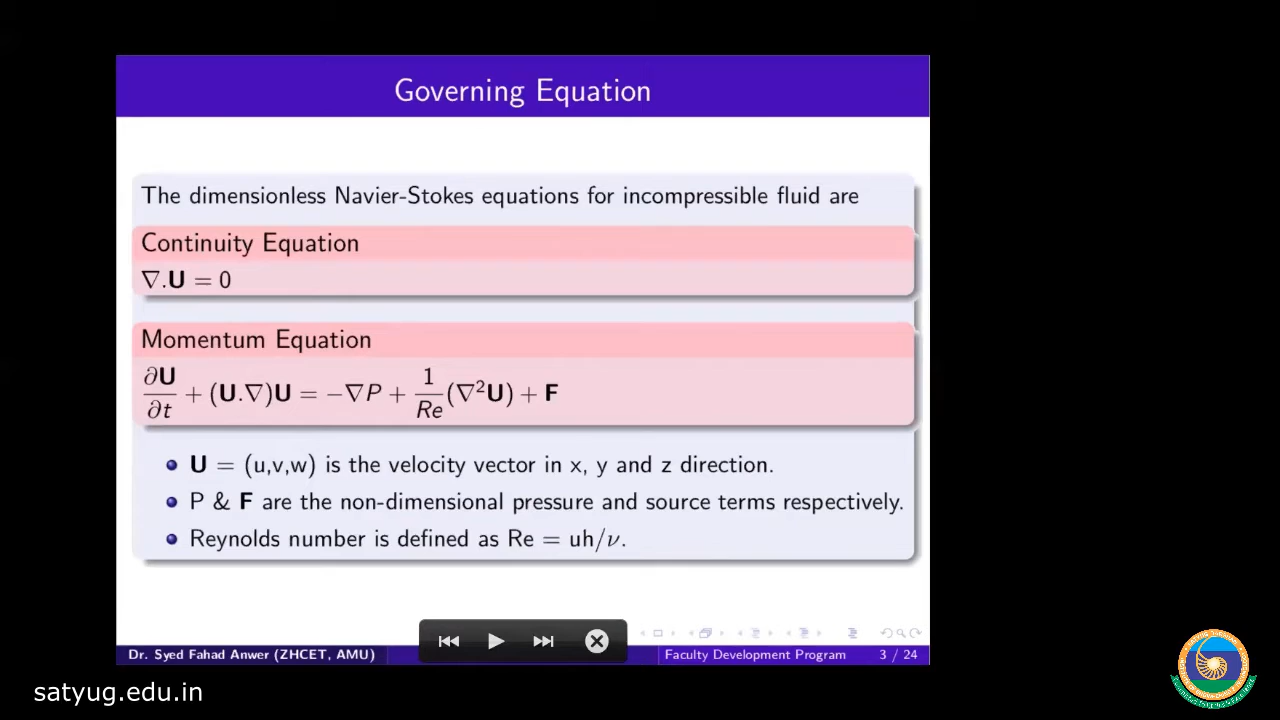 Governing Equation
The dimensionless Navier-Stokes equations for incompressible fluid are
Continuity Equation
∇.U = 0
Momentum Equation
∂U/∂t + (U.∇)U = −∇P + 1/Re (∇²U) + F
U = (u,v,w) is the velocity vector in x, y and z direction.
P & F are the non-dimensional pressure and source terms respectively.
Reynolds number is defined as Re = uh/ν.
Dr. Syed Fahad Anwer (ZHCET, AMU) Faculty Development Program 3 / 24
satyug.edu.in